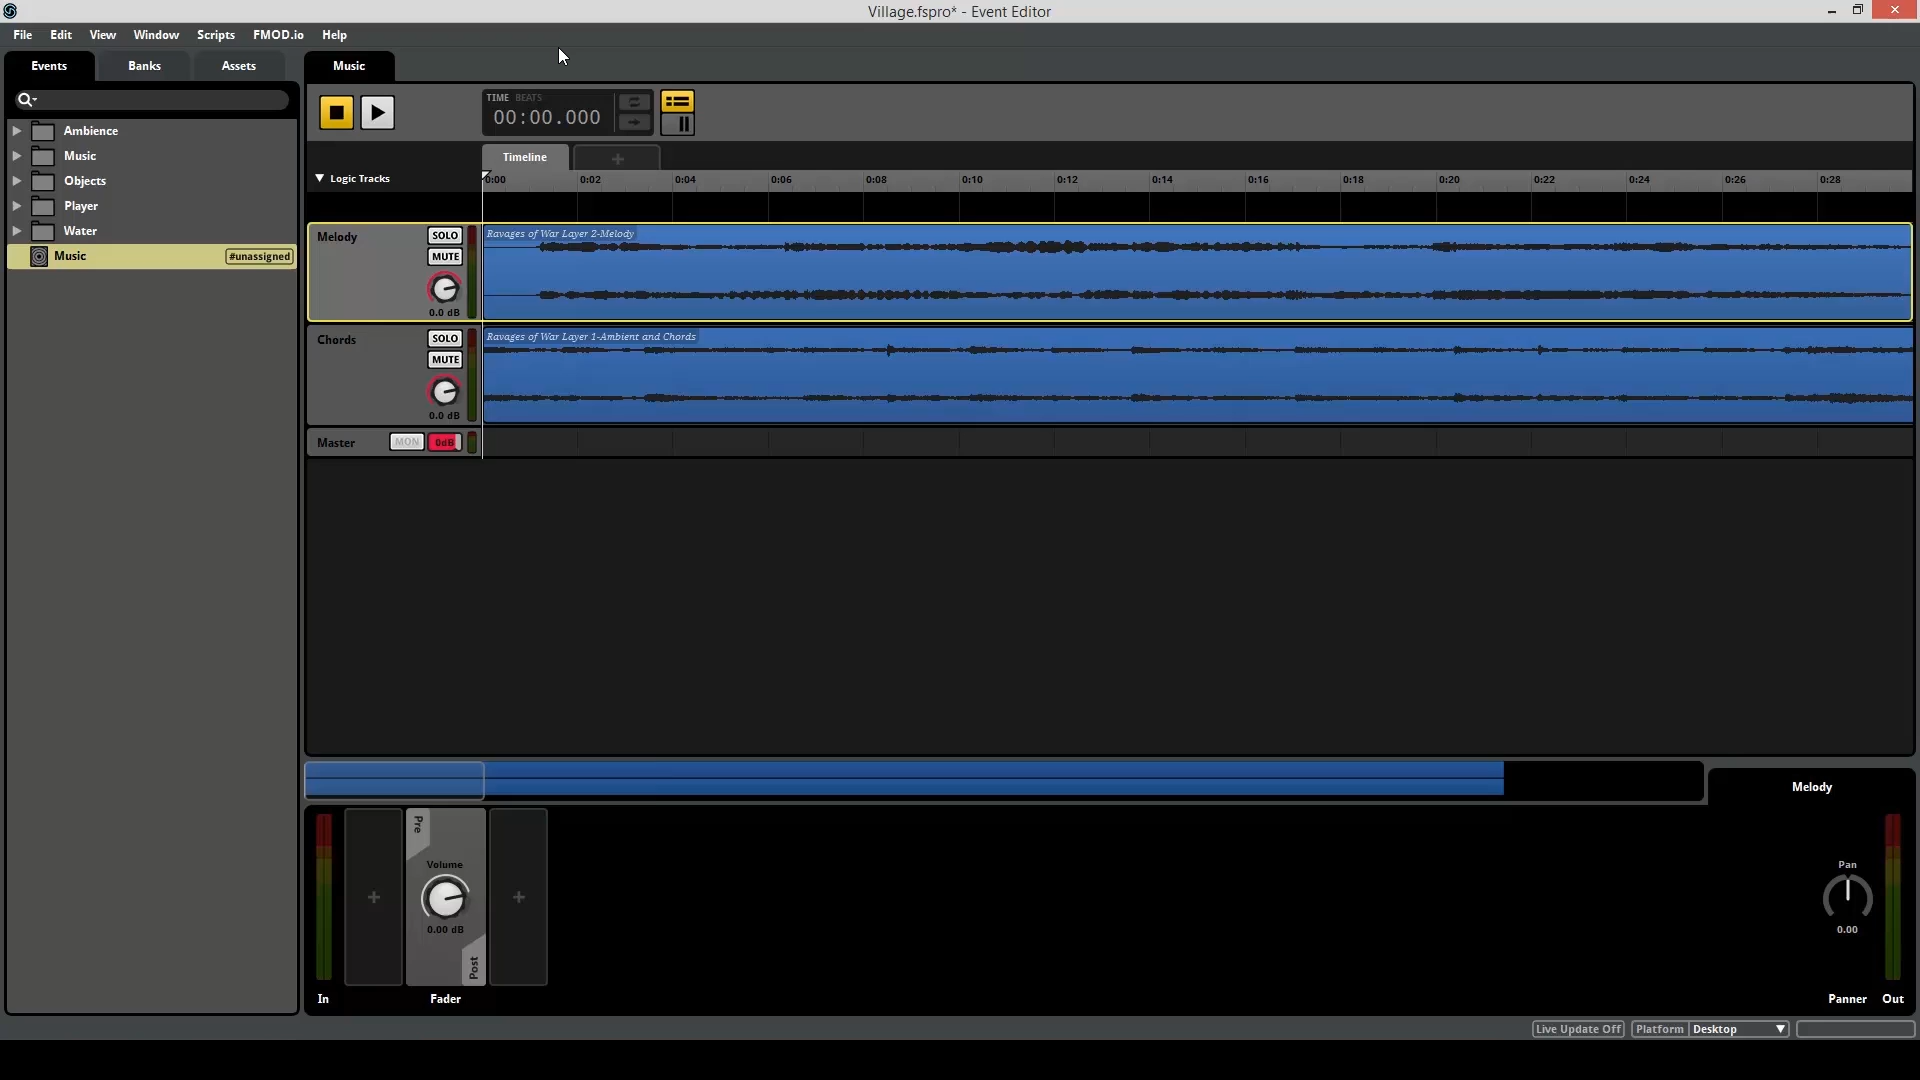 Village.fspro* - Event Editor
File Edit View Window Scripts FMOD.io Help
Events Banks Assets Music
TIME BEATS
00:00.000
Ambience
Music
Objects
Player
Water
Music #unassigned
Timeline +
Logic Tracks 0:00 0:02 0:04 0:06 0:08 0:10 0:12 0:14 0:16 0:18 0:20 0:22 0:24 0:26 0:28
Melody SOLO Ravages of War Layer 2-Melody
MUTE
0.0 dB
Chords SOLO Ravages of War Layer 1-Ambient and Chords
MUTE
0.0 dB
Master MON 0dB
Melody
Pre
Volume
0.00 dB
Post
+ +
Pan
0.00
In Fader Panner Out
Live Update Off Platform Desktop